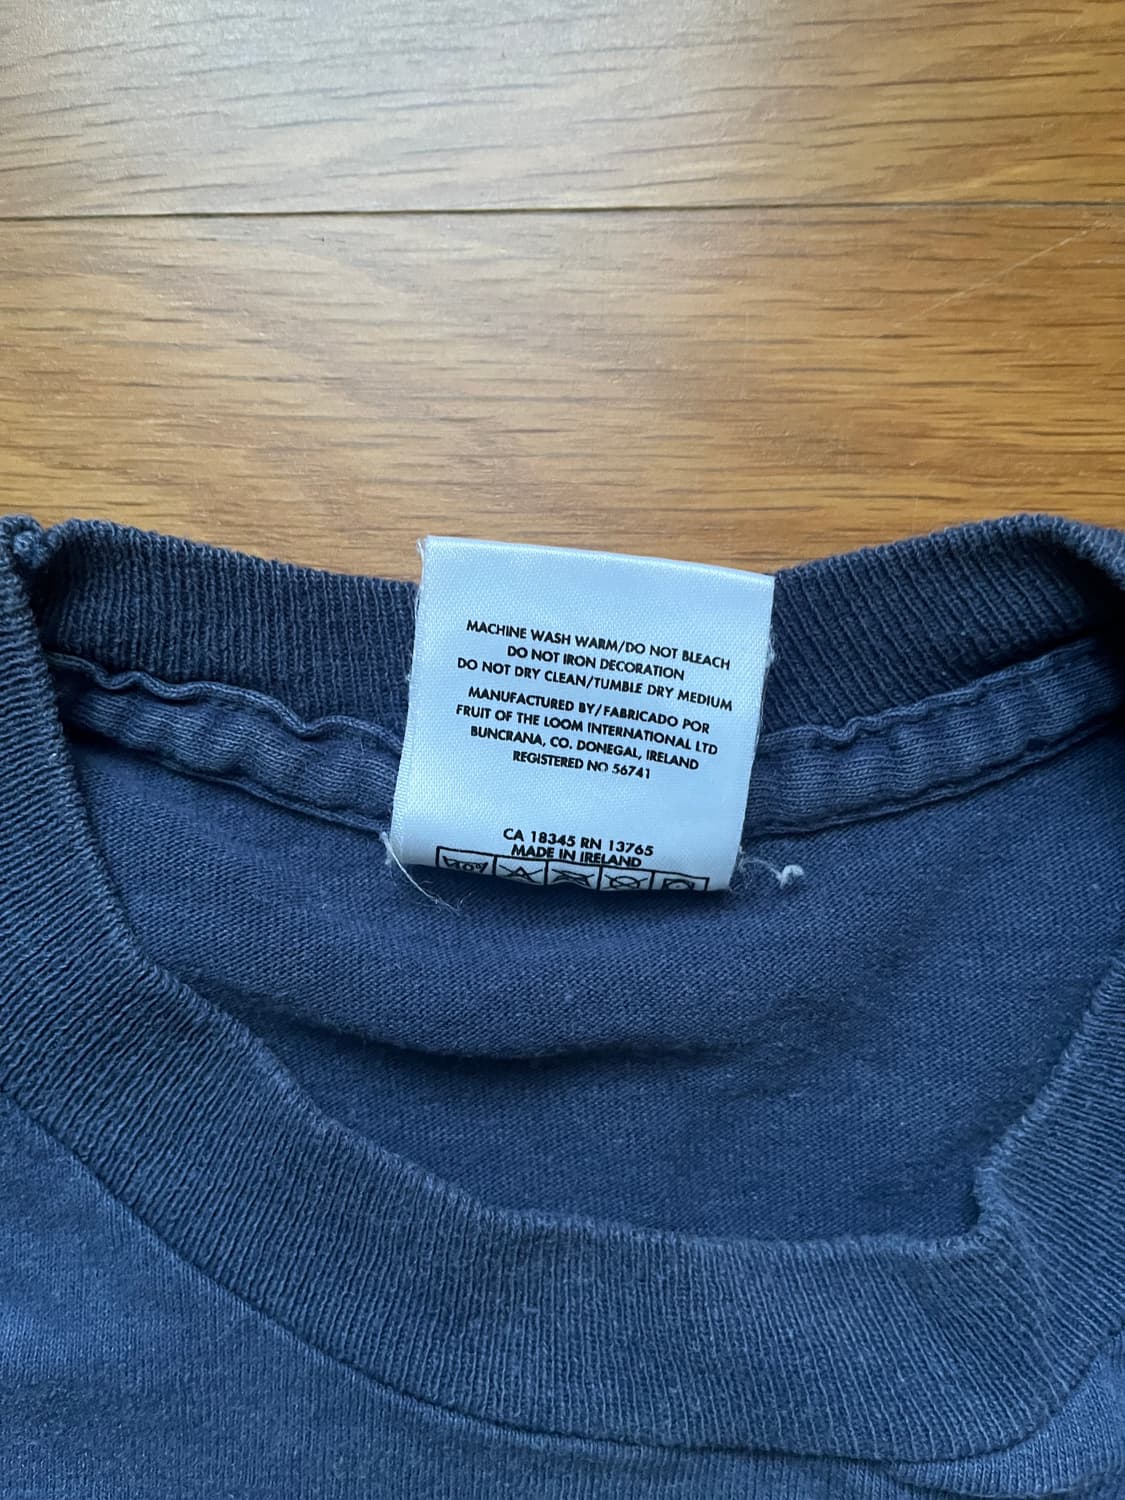 MACHINE WASH WARM/DO NOT BLEACH
DO NOT IRON DECORATION
DO NOT DRY CLEAN/TUMBLE DRY MEDIUM
MANUFACTURED BY/FABRICADO POR
FRUIT OF THE LOOM INTERNATIONAL LTD
BUNCRANA, CO. DONEGAL, IRELAND
REGISTERED NO 56741
CA 18345 RN 13765
MADE IN IRELAND